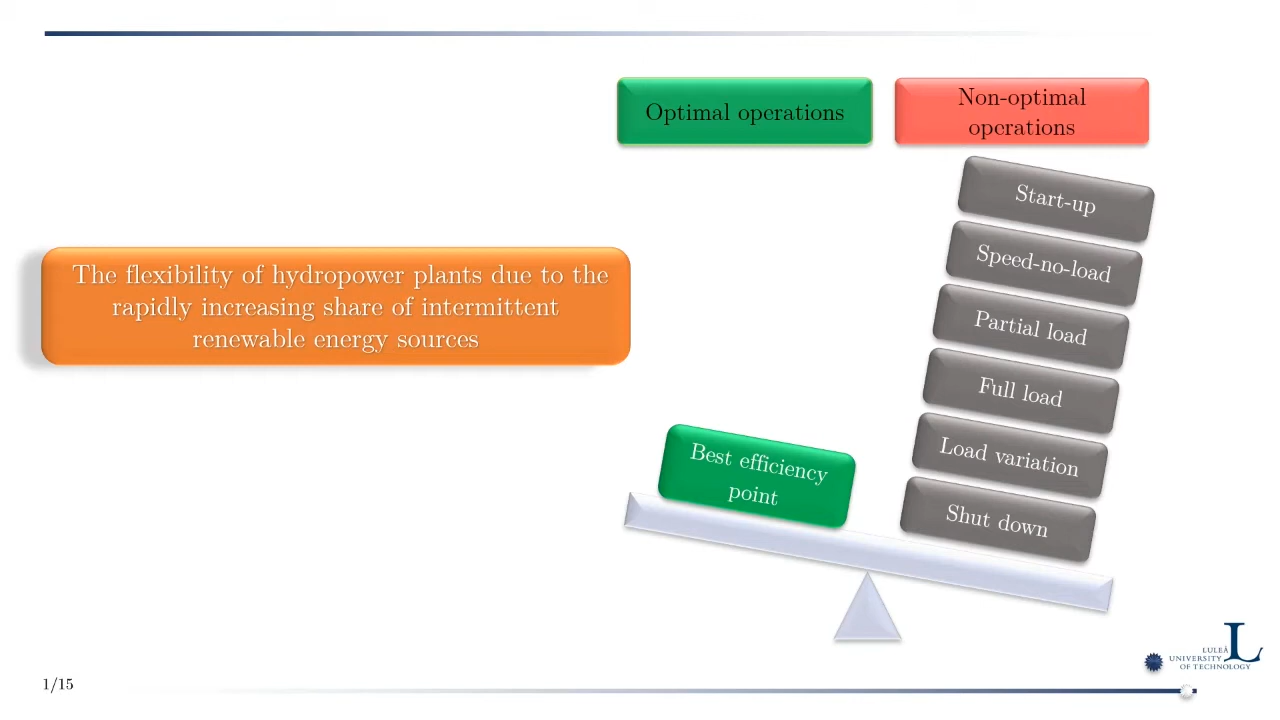 Optimal operations
Non-optimal
operations
Start-up
Speed-no-load
The flexibility of hydropower plants due to the
rapidly increasing share of intermittent
renewable energy sources
Partial load
Full load
Load variation
Best efficiency
point
Shut down
LULEÅ
UNIVERSITY
OF TECHNOLOGY
L
1/15